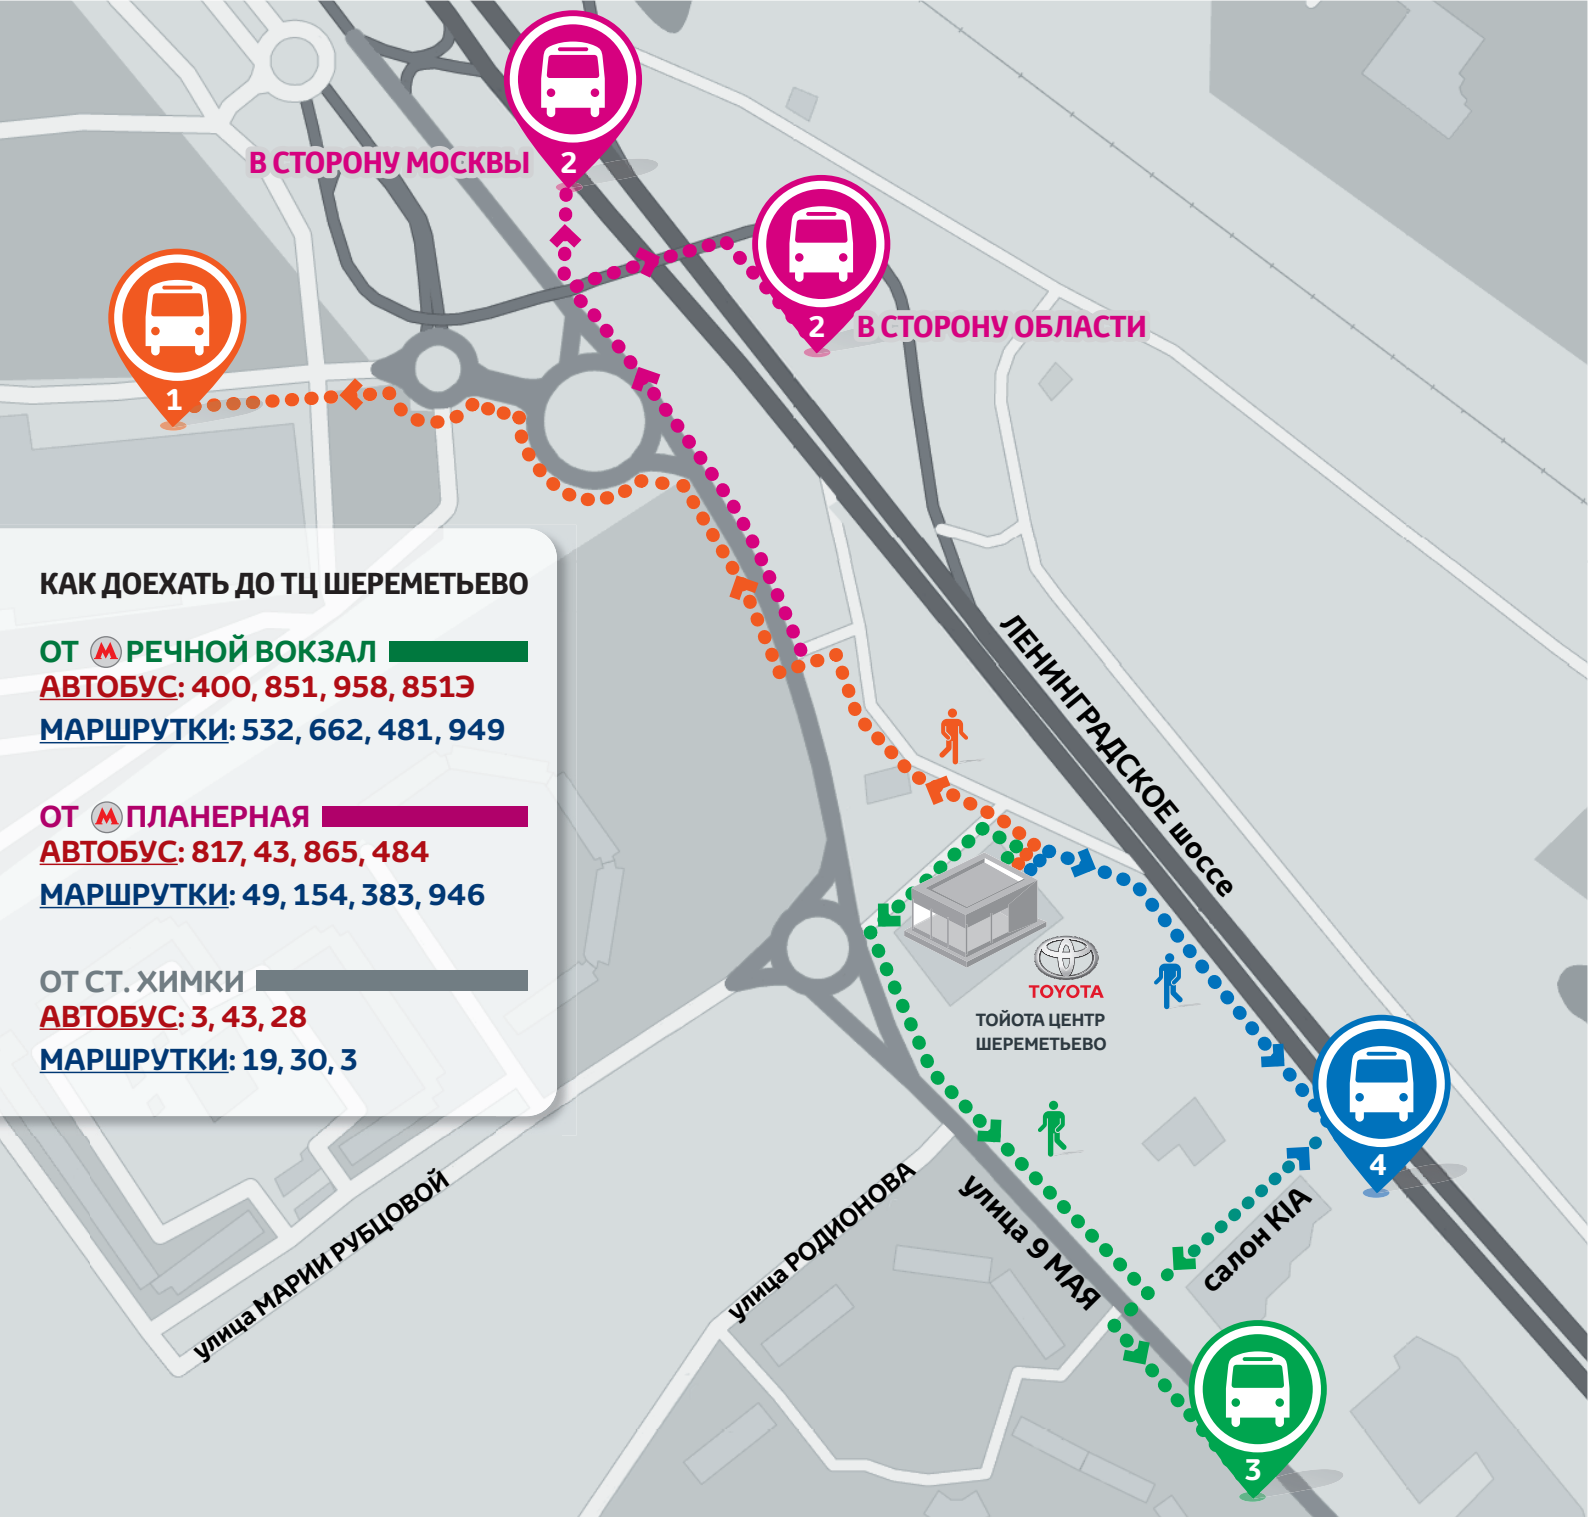 2
В СТОРОНУ МОСКВЫ
2
В СТОРОНУ ОБЛАСТИ
1
КАК ДОЕХАТЬ ДО ТЦ ШЕРЕМЕТЬЕВО
ОТ М РЕЧНОЙ ВОКЗАЛ
АВТОБУС: 400, 851, 958, 851Э
МАРШРУТКИ: 532, 662, 481, 949
ОТ М ПЛАНЕРНАЯ
АВТОБУС: 817, 43, 865, 484
МАРШРУТКИ: 49, 154, 383, 946
ОТ СТ. ХИМКИ
АВТОБУС: 3, 43, 28
МАРШРУТКИ: 19, 30, 3
ЛЕНИНГРАДСКОЕ шоссе
TOYOTA
ТОЙОТА ЦЕНТР
ШЕРЕМЕТЬЕВО
4
улица МАРИИ РУБЦОВОЙ
улица РОДИОНОВА
улица 9 МАЯ
салон KIA
3